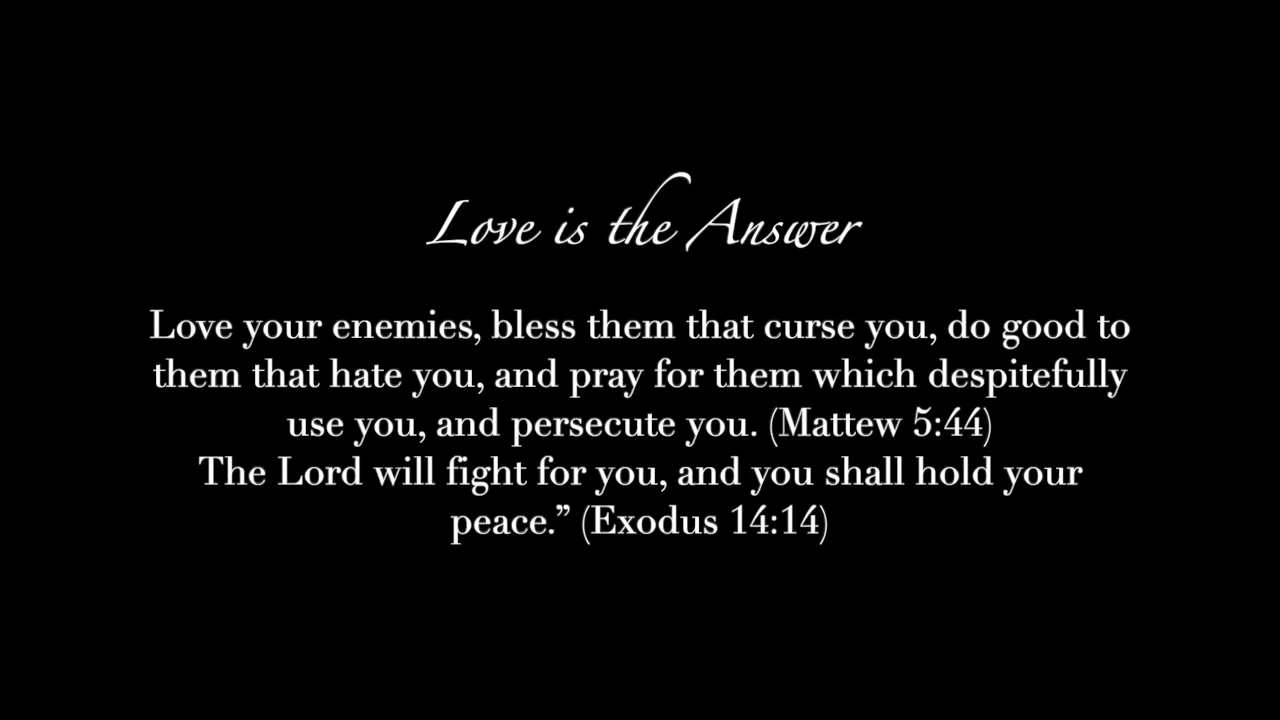 Love is the Answer
Love your enemies, bless them that curse you, do good to
them that hate you, and pray for them which despitefully
use you, and persecute you. (Mattew 5:44)
The Lord will fight for you, and you shall hold your
peace.” (Exodus 14:14)